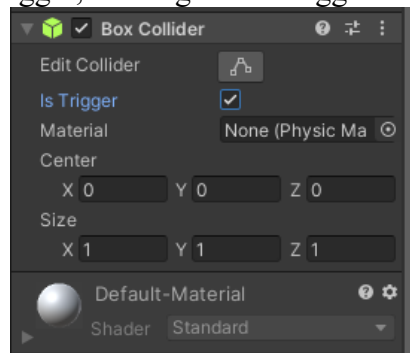 Box Collider
Edit Collider
Is Trigger
Material None (Physic Ma
Center
X 0 Y 0 Z 0
Size
X 1 Y 1 Z 1
Default-Material
Shader Standard